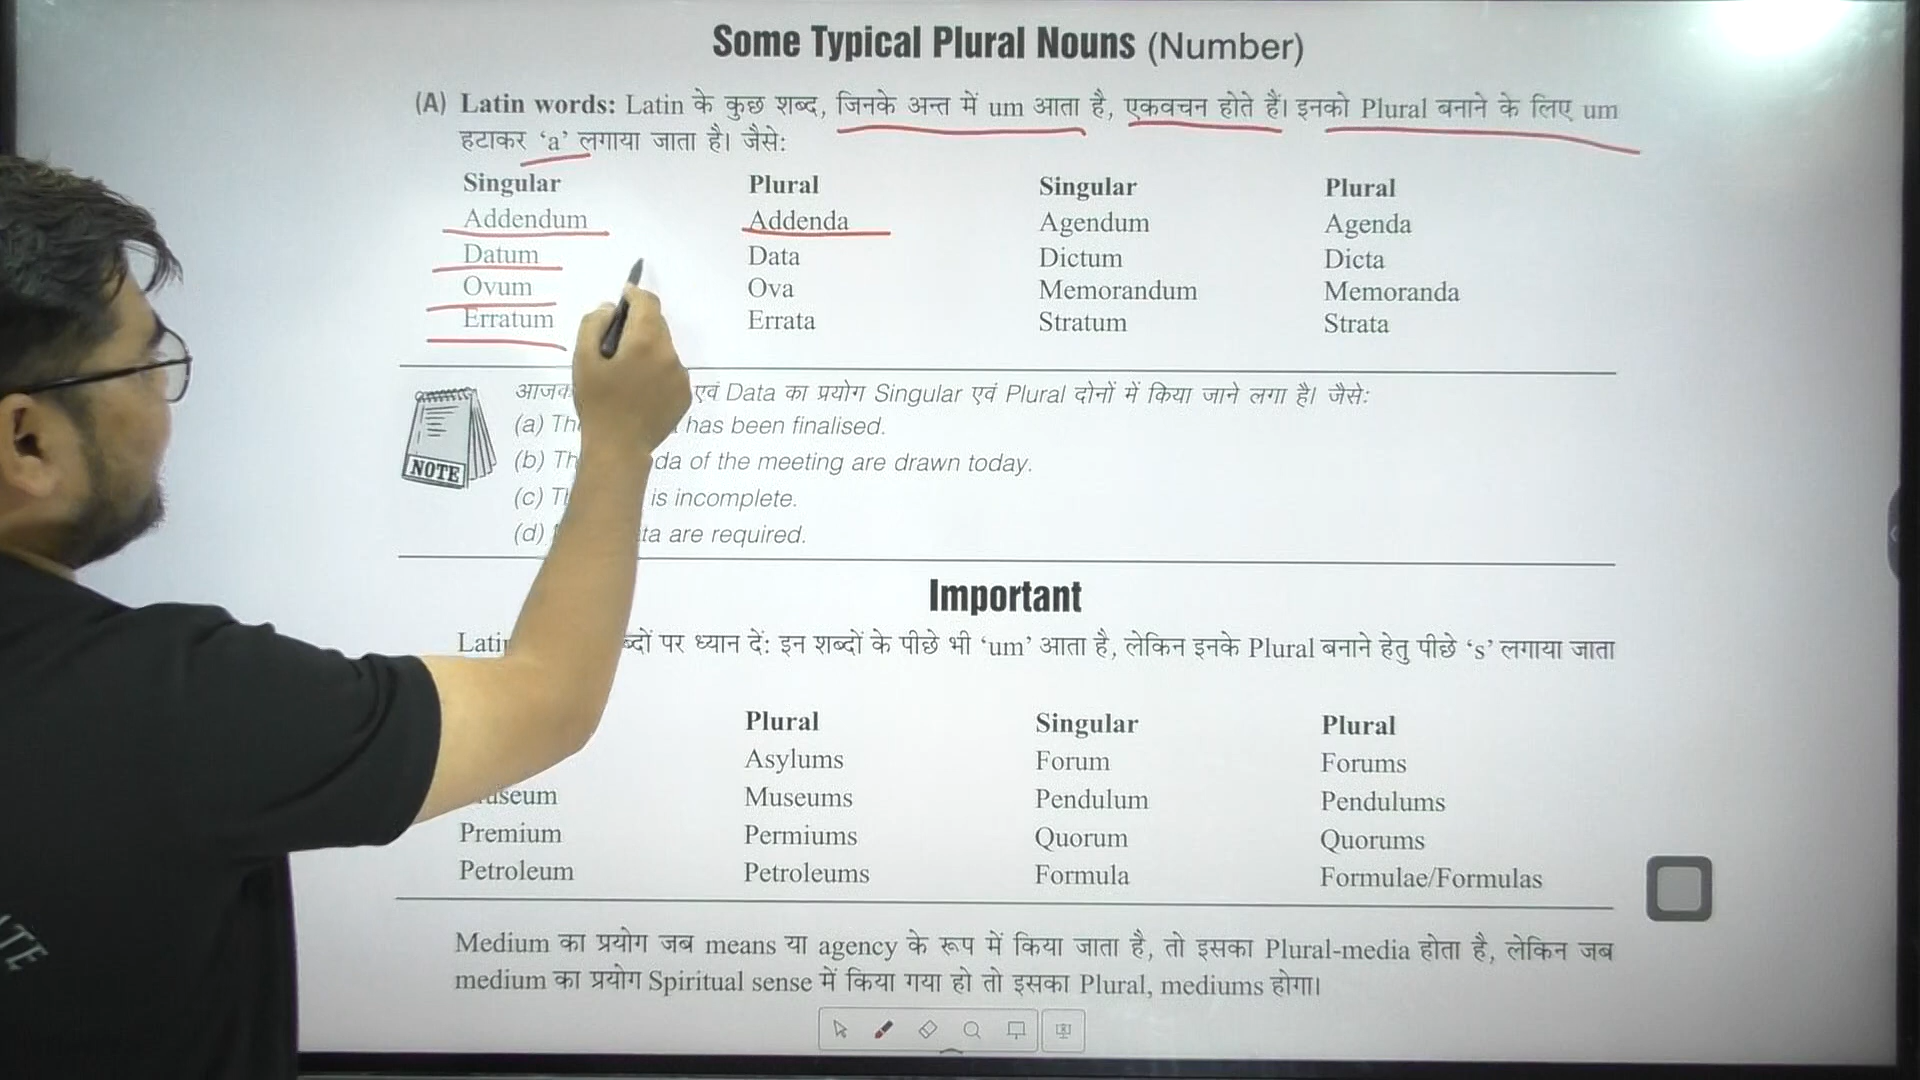 Some Typical Plural Nouns (Number)
(A) Latin words: Latin के कुछ शब्द, जिनके अन्त में um आता है, एकवचन होते हैं। इनको Plural बनाने के लिए um
हटाकर ‘a’ लगाया जाता है। जैसे:
Singular Plural Singular Plural
Addendum Addenda Agendum Agenda
Datum Data Dictum Dicta
Ovum Ova Memorandum Memoranda
Erratum Errata Stratum Strata
NOTE
एवं Data का प्रयोग Singular एवं Plural दोनों में किया जाने लगा है। जैसे:
(a) has been finalised.
(b) of the meeting are drawn today.
(c) is incomplete.
(d) are required.
Important
पर ध्यान दें: इन शब्दों के पीछे भी ‘um’ आता है, लेकिन इनके Plural बनाने हेतु पीछे ‘s’ लगाया जाता
Plural Singular Plural
Asylums Forum Forums
Museums Pendulum Pendulums
Premium Permiums Quorum Quorums
Petroleum Petroleums Formula Formulae/Formulas
Medium का प्रयोग जब means या agency के रूप में किया जाता है, तो इसका Plural-media होता है, लेकिन जब
medium का प्रयोग Spiritual sense में किया गया हो तो इसका Plural, mediums होगा।